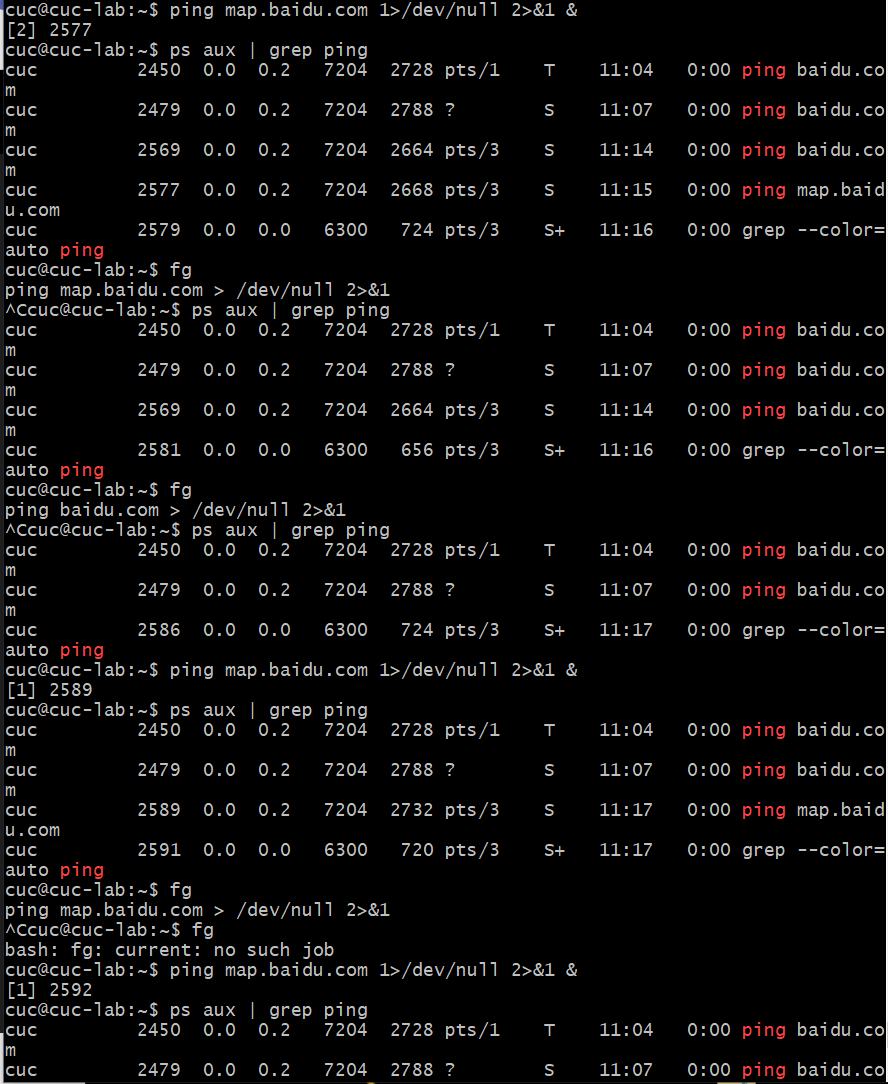 cuc@cuc-lab:~$ ping map.baidu.com 1>/dev/null 2>&1 &
[2] 2577
cuc@cuc-lab:~$ ps aux | grep ping
cuc         2450  0.0  0.2   7204  2728 pts/1    T    11:04   0:00 ping baidu.co
m
cuc         2479  0.0  0.2   7204  2788 ?        S    11:07   0:00 ping baidu.co
m
cuc         2569  0.0  0.2   7204  2664 pts/3    S    11:14   0:00 ping baidu.co
m
cuc         2577  0.0  0.2   7204  2668 pts/3    S    11:15   0:00 ping map.baid
u.com
cuc         2579  0.0  0.0   6300   724 pts/3    S+   11:16   0:00 grep --color=
auto ping
cuc@cuc-lab:~$ fg
ping map.baidu.com > /dev/null 2>&1
^Ccuc@cuc-lab:~$ ps aux | grep ping
cuc         2450  0.0  0.2   7204  2728 pts/1    T    11:04   0:00 ping baidu.co
m
cuc         2479  0.0  0.2   7204  2788 ?        S    11:07   0:00 ping baidu.co
m
cuc         2569  0.0  0.2   7204  2664 pts/3    S    11:14   0:00 ping baidu.co
m
cuc         2581  0.0  0.0   6300   656 pts/3    S+   11:16   0:00 grep --color=
auto ping
cuc@cuc-lab:~$ fg
ping baidu.com > /dev/null 2>&1
^Ccuc@cuc-lab:~$ ps aux | grep ping
cuc         2450  0.0  0.2   7204  2728 pts/1    T    11:04   0:00 ping baidu.co
m
cuc         2479  0.0  0.2   7204  2788 ?        S    11:07   0:00 ping baidu.co
m
cuc         2586  0.0  0.0   6300   724 pts/3    S+   11:17   0:00 grep --color=
auto ping
cuc@cuc-lab:~$ ping map.baidu.com 1>/dev/null 2>&1 &
[1] 2589
cuc@cuc-lab:~$ ps aux | grep ping
cuc         2450  0.0  0.2   7204  2728 pts/1    T    11:04   0:00 ping baidu.co
m
cuc         2479  0.0  0.2   7204  2788 ?        S    11:07   0:00 ping baidu.co
m
cuc         2589  0.0  0.2   7204  2732 pts/3    S    11:17   0:00 ping map.baid
u.com
cuc         2591  0.0  0.0   6300   720 pts/3    S+   11:17   0:00 grep --color=
auto ping
cuc@cuc-lab:~$ fg
ping map.baidu.com > /dev/null 2>&1
^Ccuc@cuc-lab:~$ fg
bash: fg: current: no such job
cuc@cuc-lab:~$ ping map.baidu.com 1>/dev/null 2>&1 &
[1] 2592
cuc@cuc-lab:~$ ps aux | grep ping
cuc         2450  0.0  0.2   7204  2728 pts/1    T    11:04   0:00 ping baidu.co
m
cuc         2479  0.0  0.2   7204  2788 ?        S    11:07   0:00 ping baidu.co